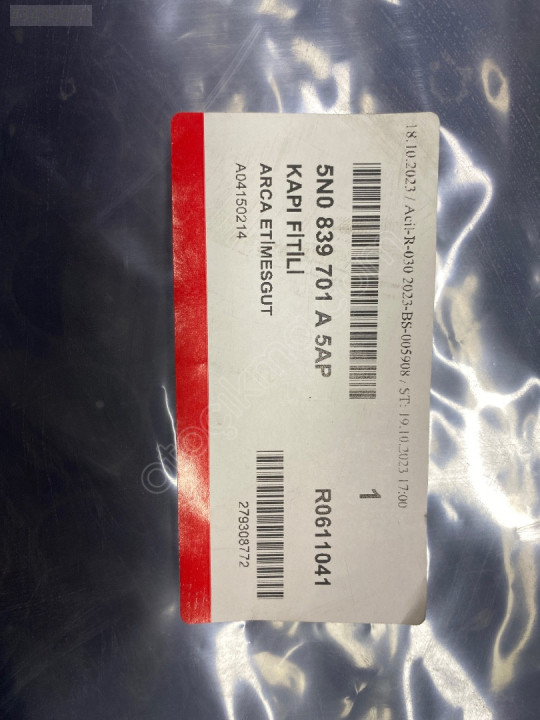 18.10.2023 / Acil-R-030 2023-BS-005908 / ST: 19.10.2023 17:00
1
5N0 839 701 A 5AP
R0611041
KAPI FİTİLİ
ARCA ETİMESGUT
A04150214
279308772